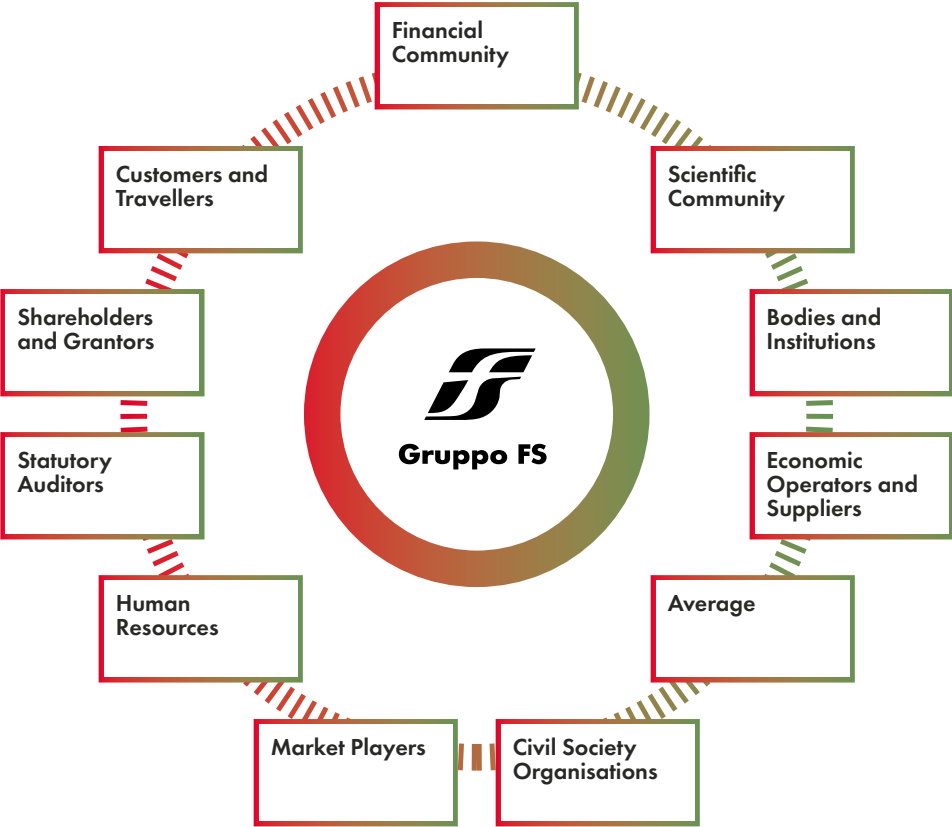 Financial
Community
Customers and
Travellers
Scientific
Community
Shareholders
and Grantors
Bodies and
Institutions
Gruppo FS
Statutory
Auditors
Economic
Operators and
Suppliers
Human
Resources
Average
Market Players
Civil Society
Organisations